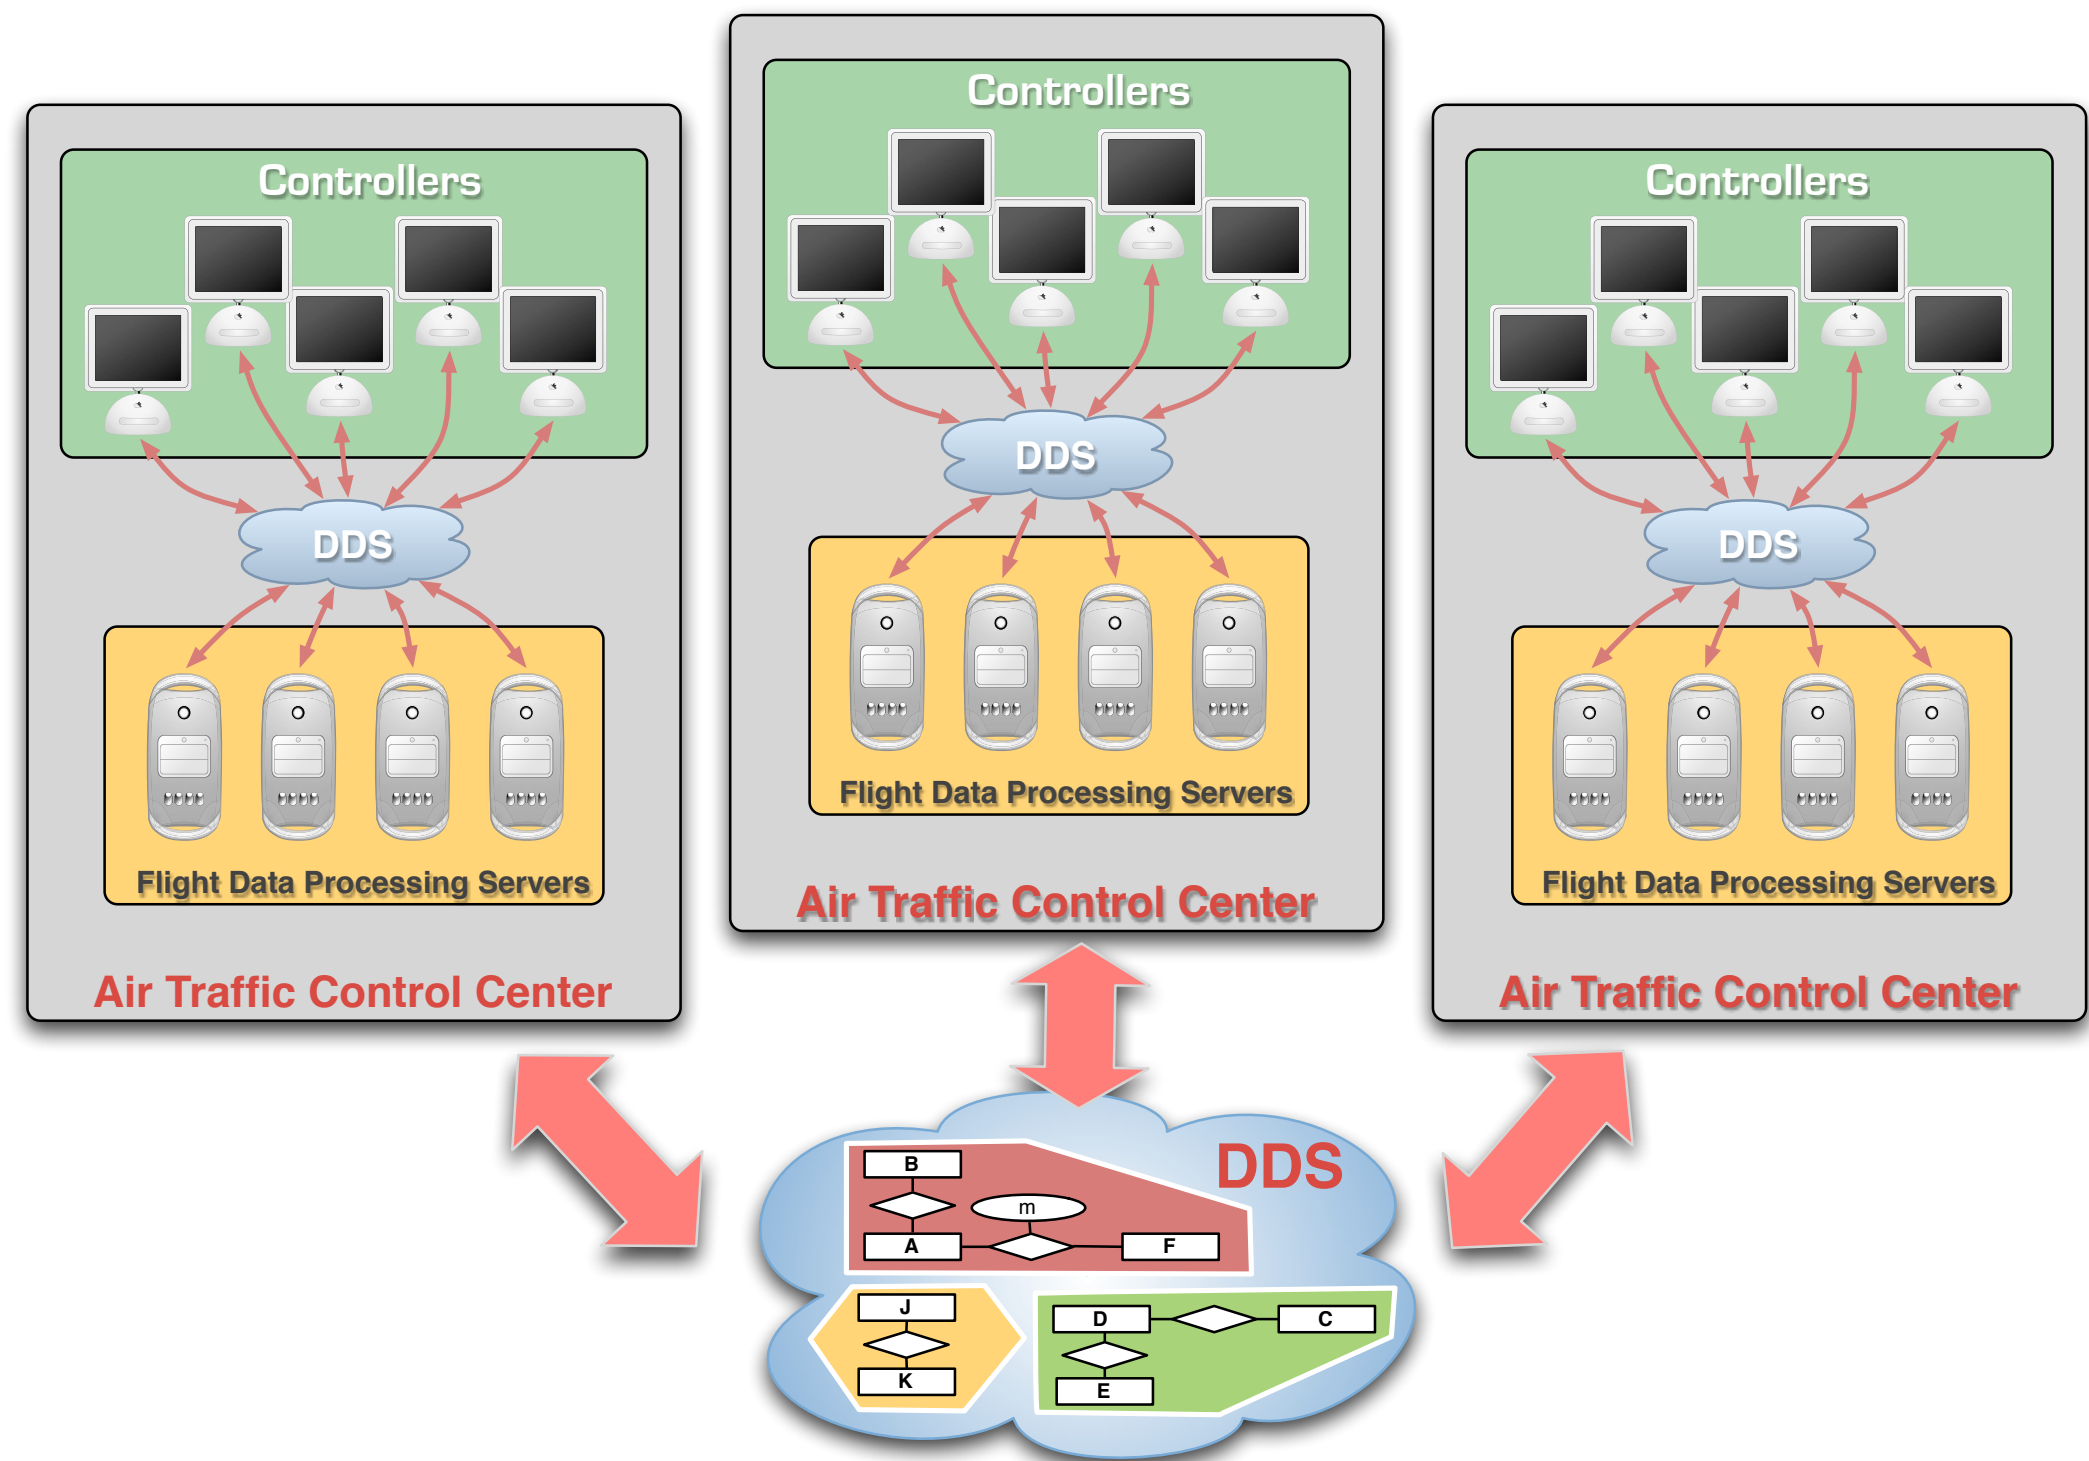 Controllers
DDS
Flight Data Processing Servers
Air Traffic Control Center
Controllers
DDS
Flight Data Processing Servers
Air Traffic Control Center
Controllers
DDS
Flight Data Processing Servers
Air Traffic Control Center
DDS
B
m
A
F
J
K
D
C
E